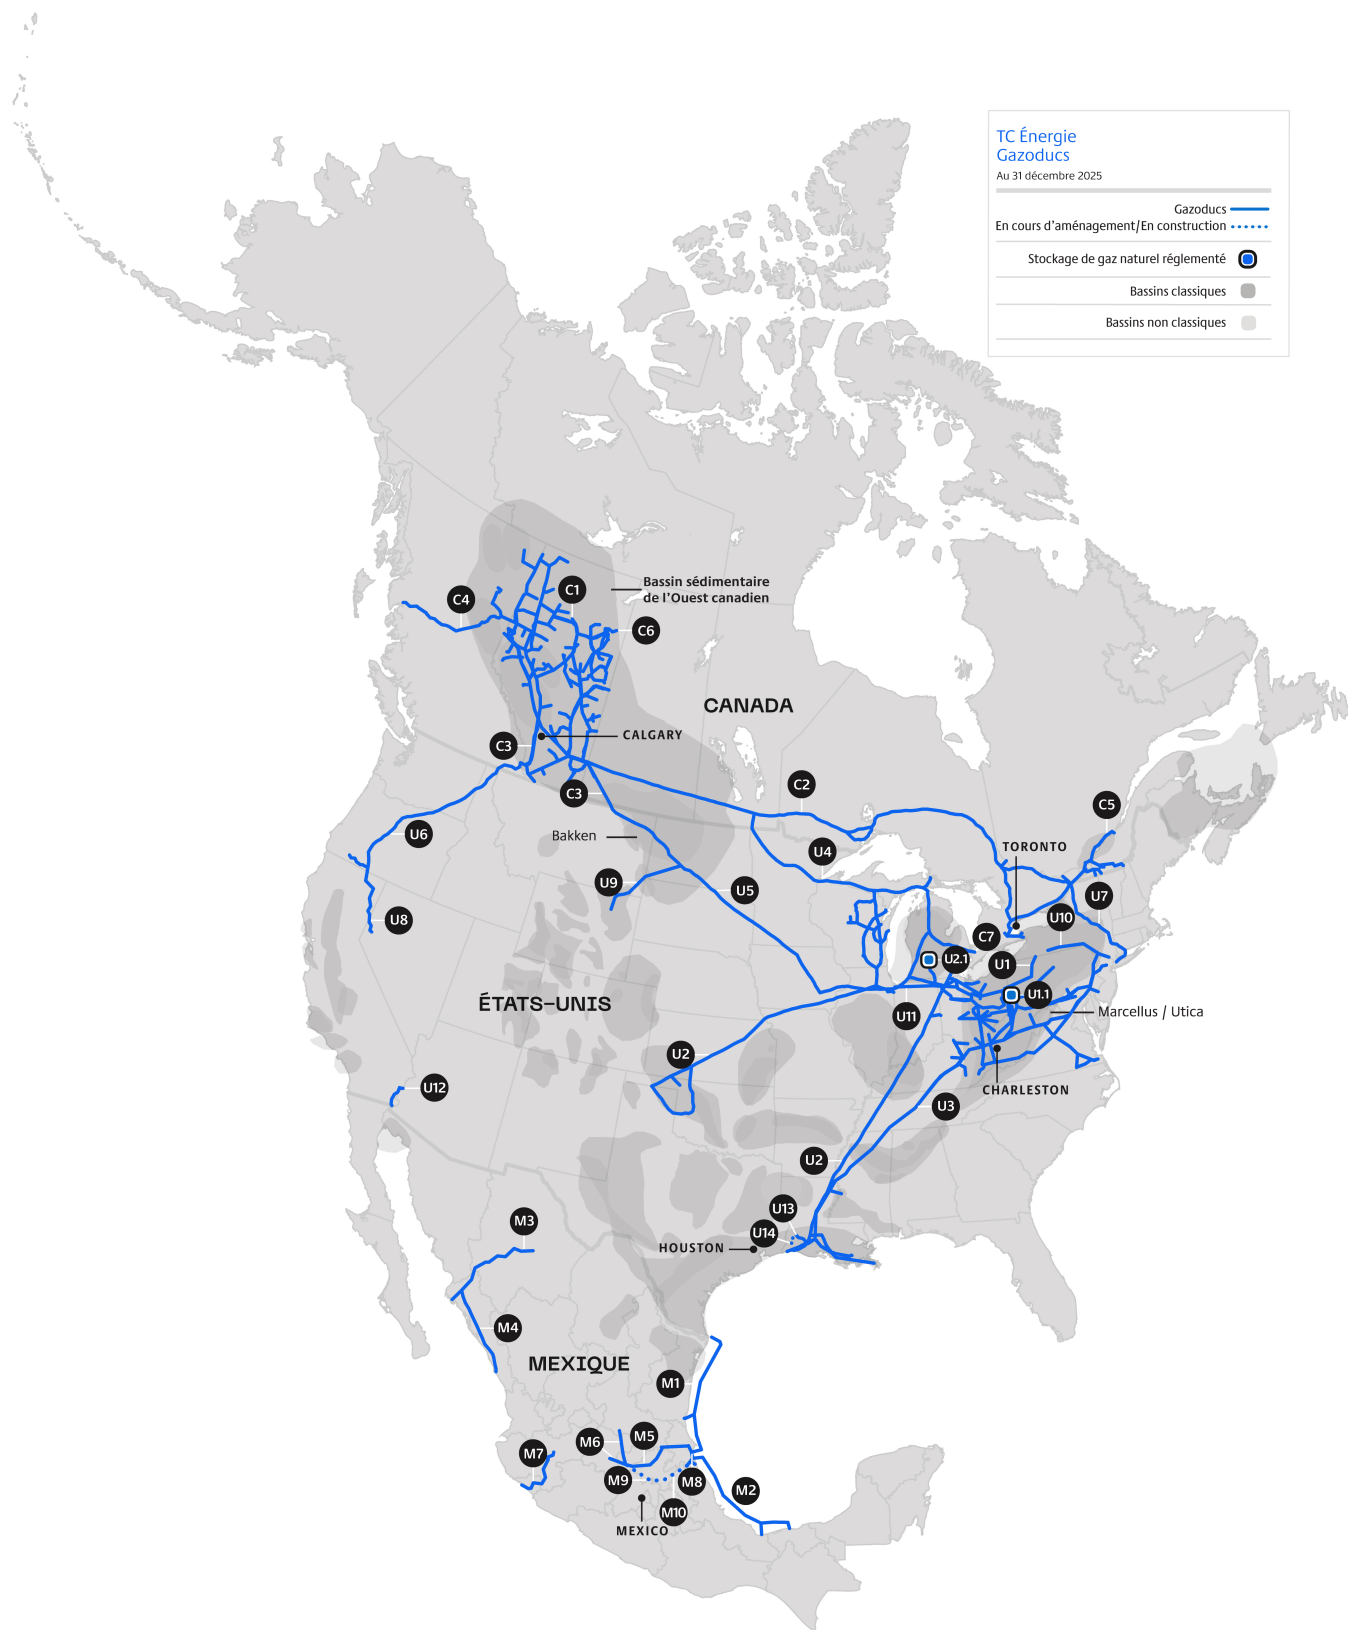 TC Énergie
Gazoducs
Au 31 décembre 2025
Gazoducs
En cours d'aménagement/En construction
Stockage de gaz naturel réglementé
Bassins classiques
Bassins non classiques
Bassin sédimentaire
de l'Ouest canadien
C1
C4
C6
CANADA
CALGARY
C3
C3
C2
C5
Bakken
U6
U4
TORONTO
U9
U5
U7
U8
U10
C7
U2.1
U1
U1.1
ÉTATS-UNIS
U11
Marcellus / Utica
U2
U12
CHARLESTON
U3
U2
U13
M3
U14
HOUSTON
M4
MEXIQUE
M1
M6
M5
M7
M9
M8
M2
M10
MEXICO